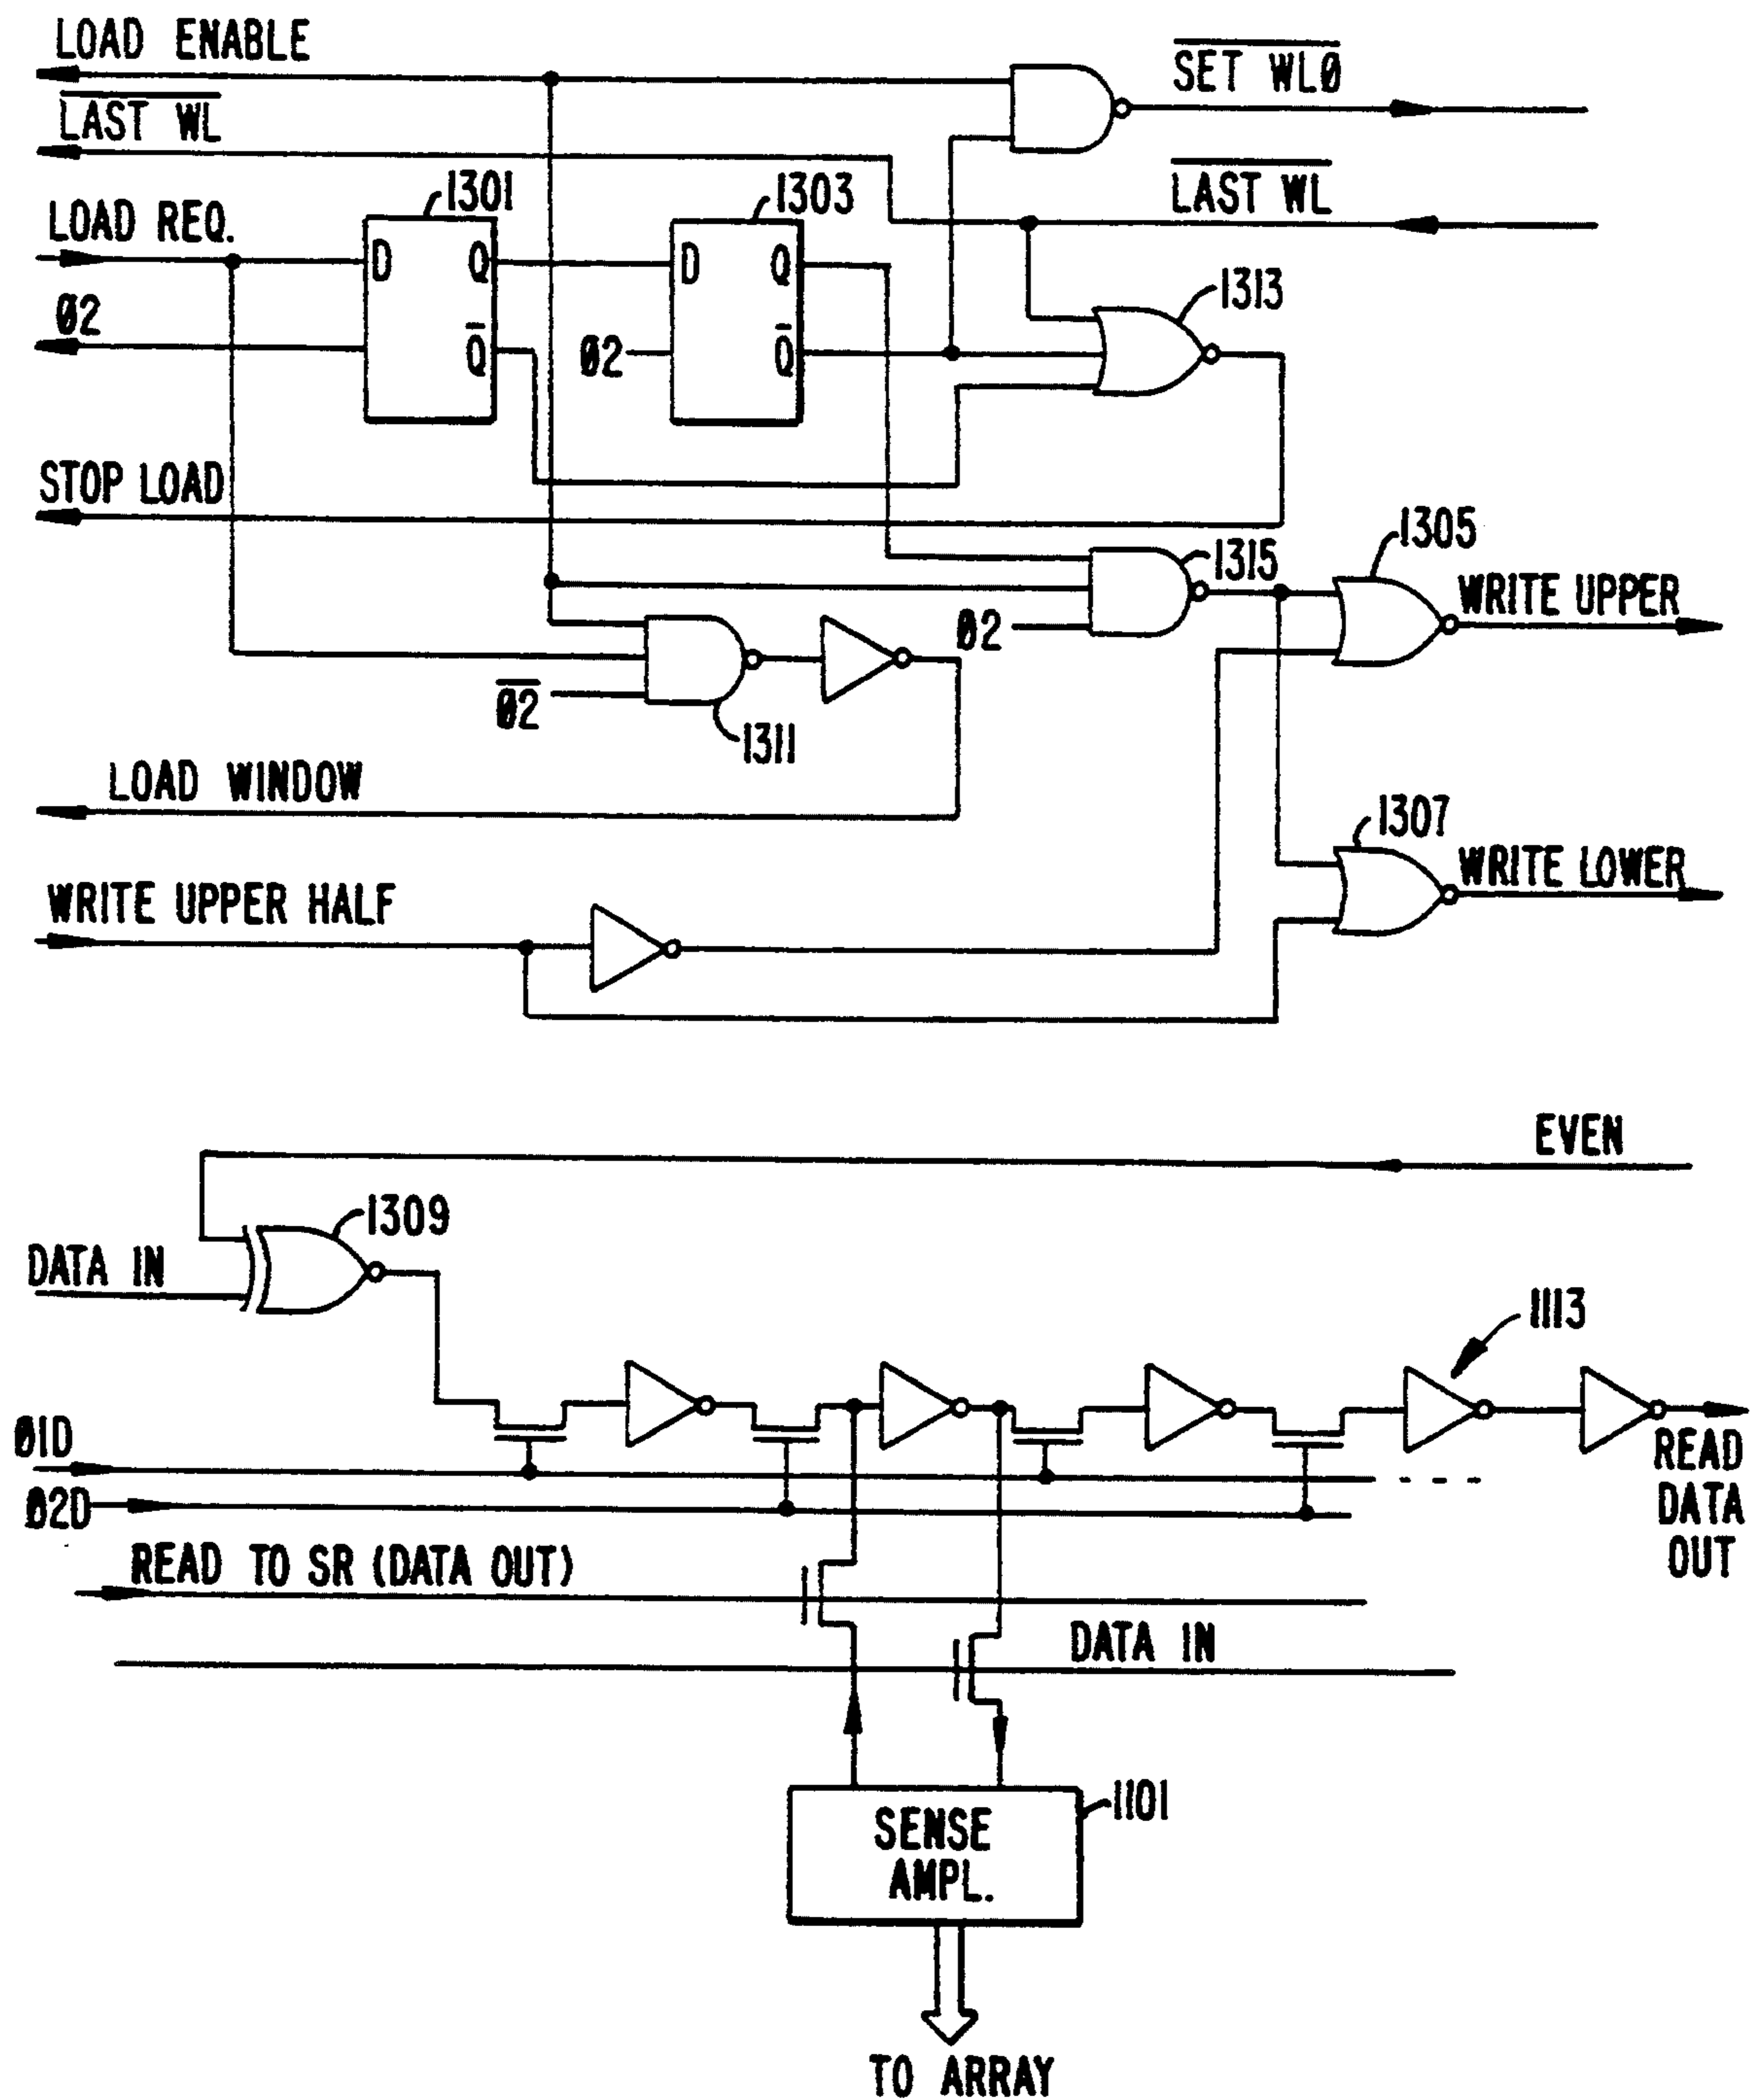 LOAD ENABLE
SET WLØ
LAST WL
LAST WL
LOAD REQ.
1301
1303
D Q
Q̅
D Q
Q̅
Ø2
Ø2
1313
STOP LOAD
1315
1305
WRITE UPPER
Ø2
Ø2
1311
LOAD WINDOW
1307
WRITE LOWER
WRITE UPPER HALF
EVEN
1309
DATA IN
1113
Ø1D
Ø2D
READ
DATA
OUT
READ TO SR (DATA OUT)
DATA IN
1101
SENSE
AMPL.
TO ARRAY